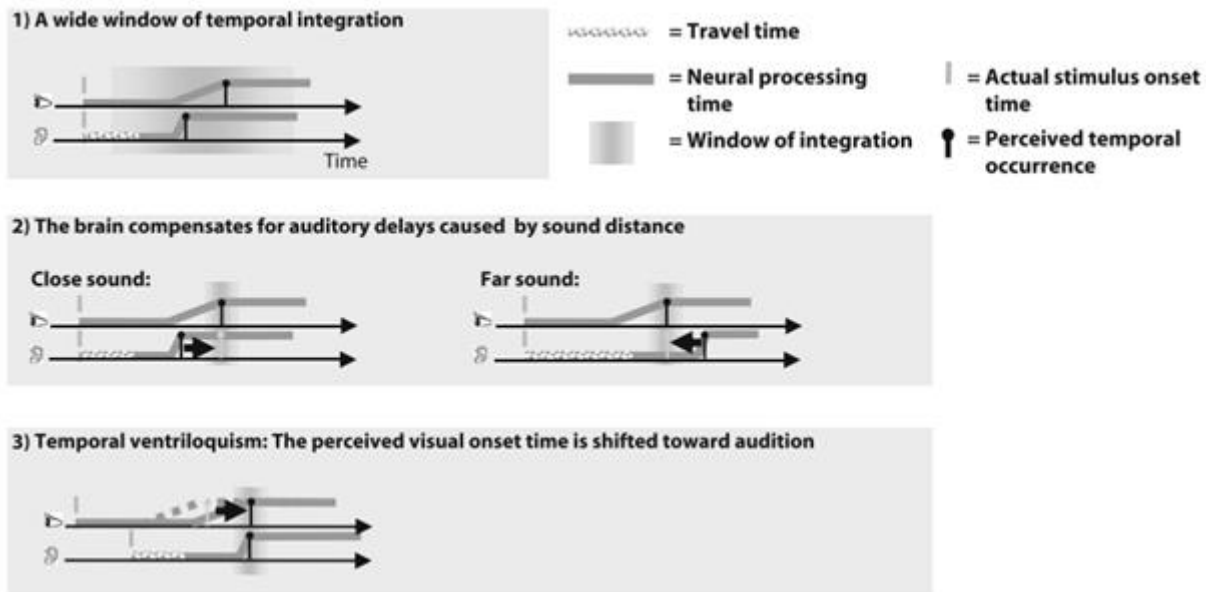 1) A wide window of temporal integration
Time
= Travel time
= Neural processing
time
= Window of integration
= Actual stimulus onset
time
= Perceived temporal
occurrence
2) The brain compensates for auditory delays caused by sound distance
Close sound:
Far sound:
3) Temporal ventriloquism: The perceived visual onset time is shifted toward audition